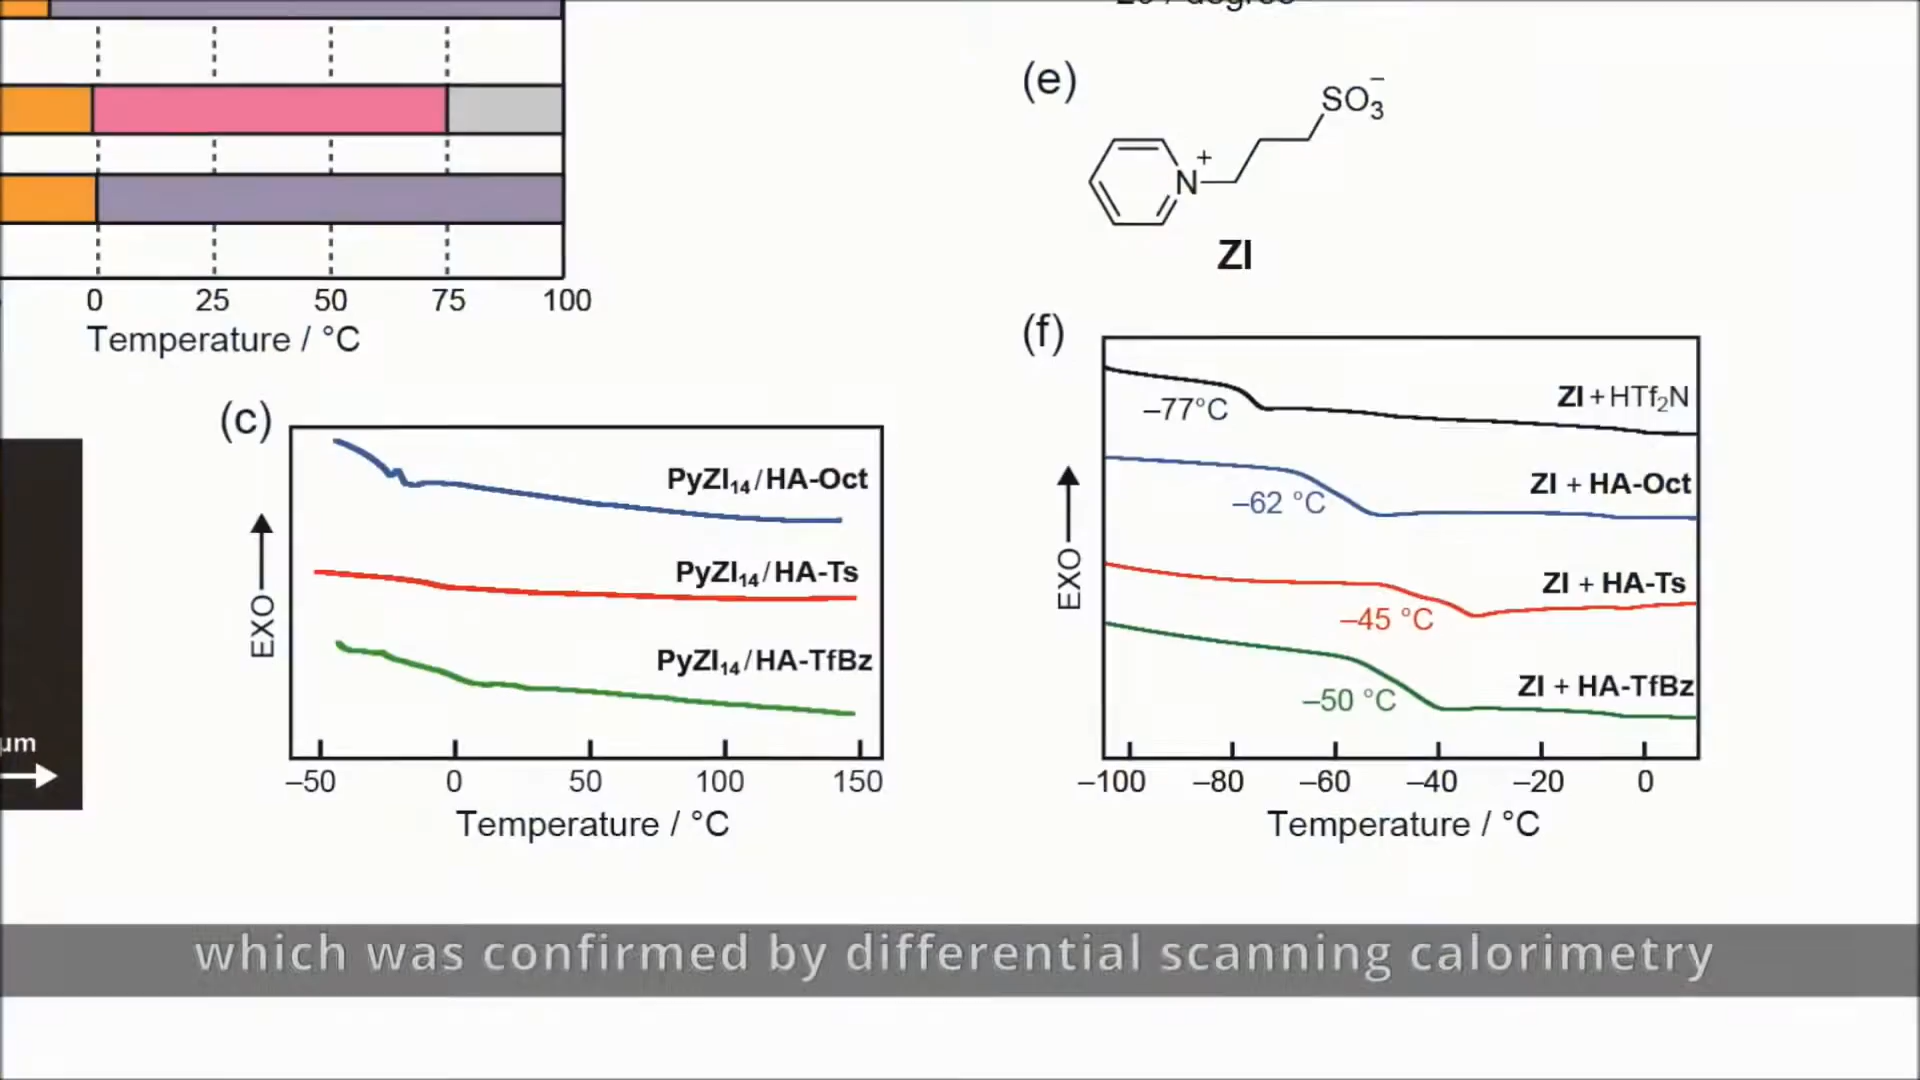 (e)
SO₃⁻
N⁺
ZI
0 25 50 75 100
Temperature / °C
(c)
PyZI₁₄/HA-Oct
PyZI₁₄/HA-Ts
PyZI₁₄/HA-TfBz
EXO
–50 0 50 100 150
Temperature / °C
(f)
ZI+HTf₂N
–77°C
ZI + HA-Oct
–62 °C
ZI + HA-Ts
–45 °C
ZI + HA-TfBz
–50 °C
EXO
–100 –80 –60 –40 –20 0
Temperature / °C
µm
which was confirmed by differential scanning calorimetry